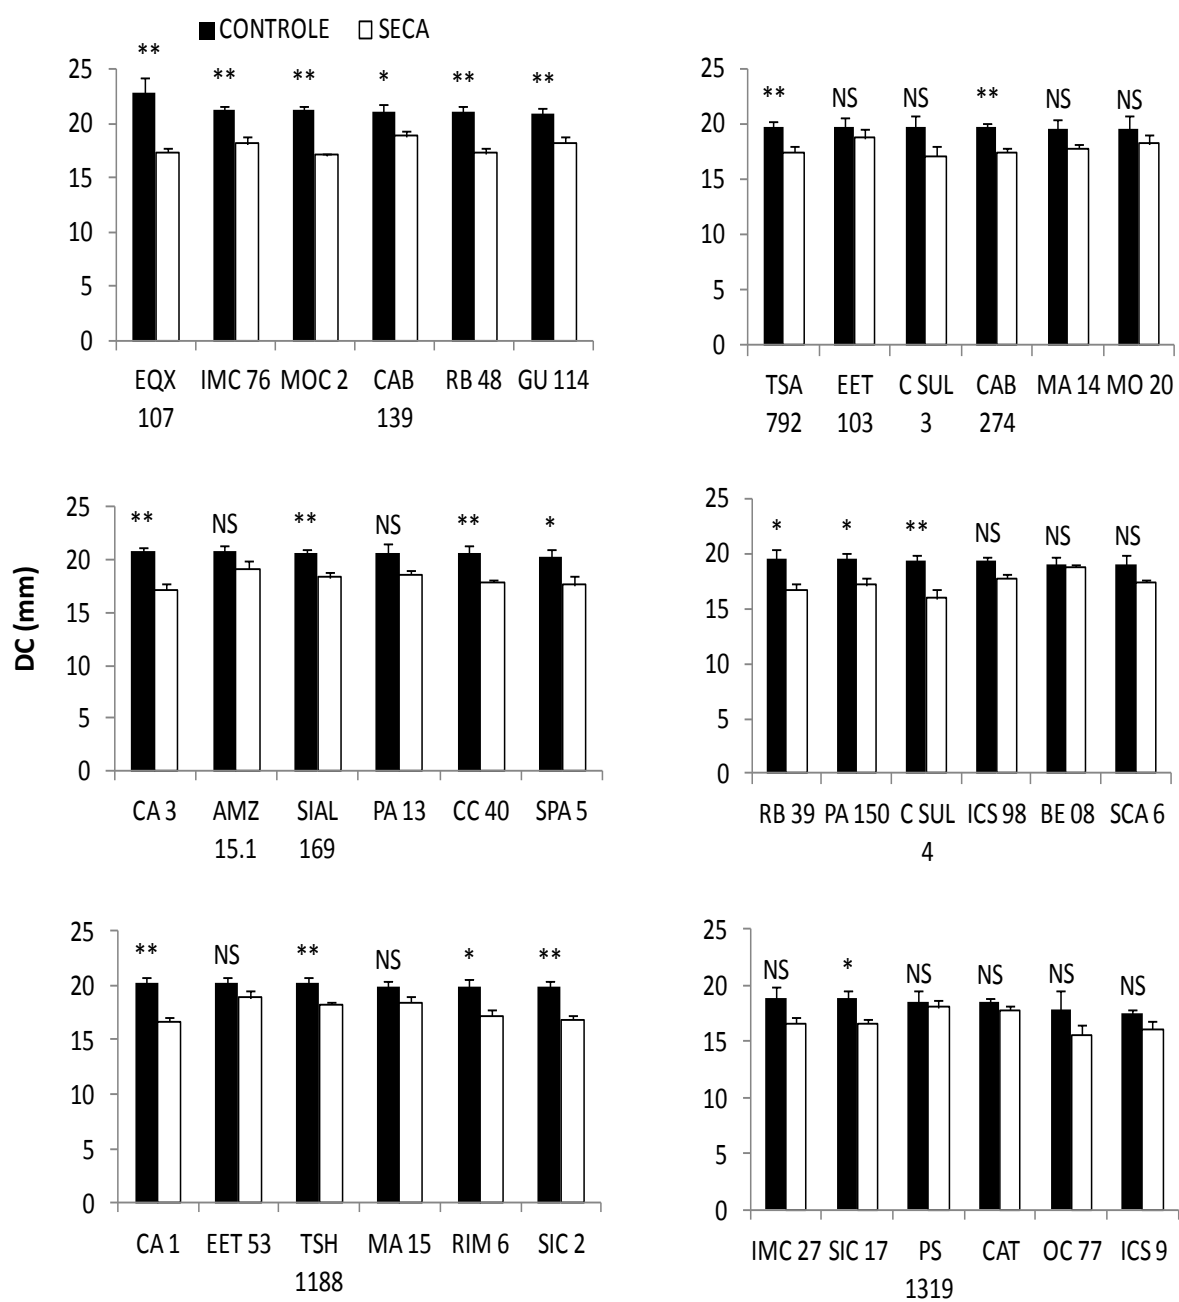 CONTROLE SECA
** ** ** * ** **
25
20
15
10
5
0
EQX IMC 76 MOC 2 CAB RB 48 GU 114
107 139
25
20
15
10
5
0
** NS NS ** NS NS
TSA EET C SUL CAB MA 14 MO 20
792 103 3 274
DC (mm)
25
20
15
10
5
0
** NS ** NS ** *
CA 3 AMZ SIAL PA 13 CC 40 SPA 5
15.1 169
25
20
15
10
5
0
* * ** NS NS NS
RB 39 PA 150 C SUL ICS 98 BE 08 SCA 6
4
25
20
15
10
5
0
** NS ** NS * **
CA 1 EET 53 TSH MA 15 RIM 6 SIC 2
1188
25
20
15
10
5
0
NS * NS NS NS NS
IMC 27 SIC 17 PS CAT OC 77 ICS 9
1319